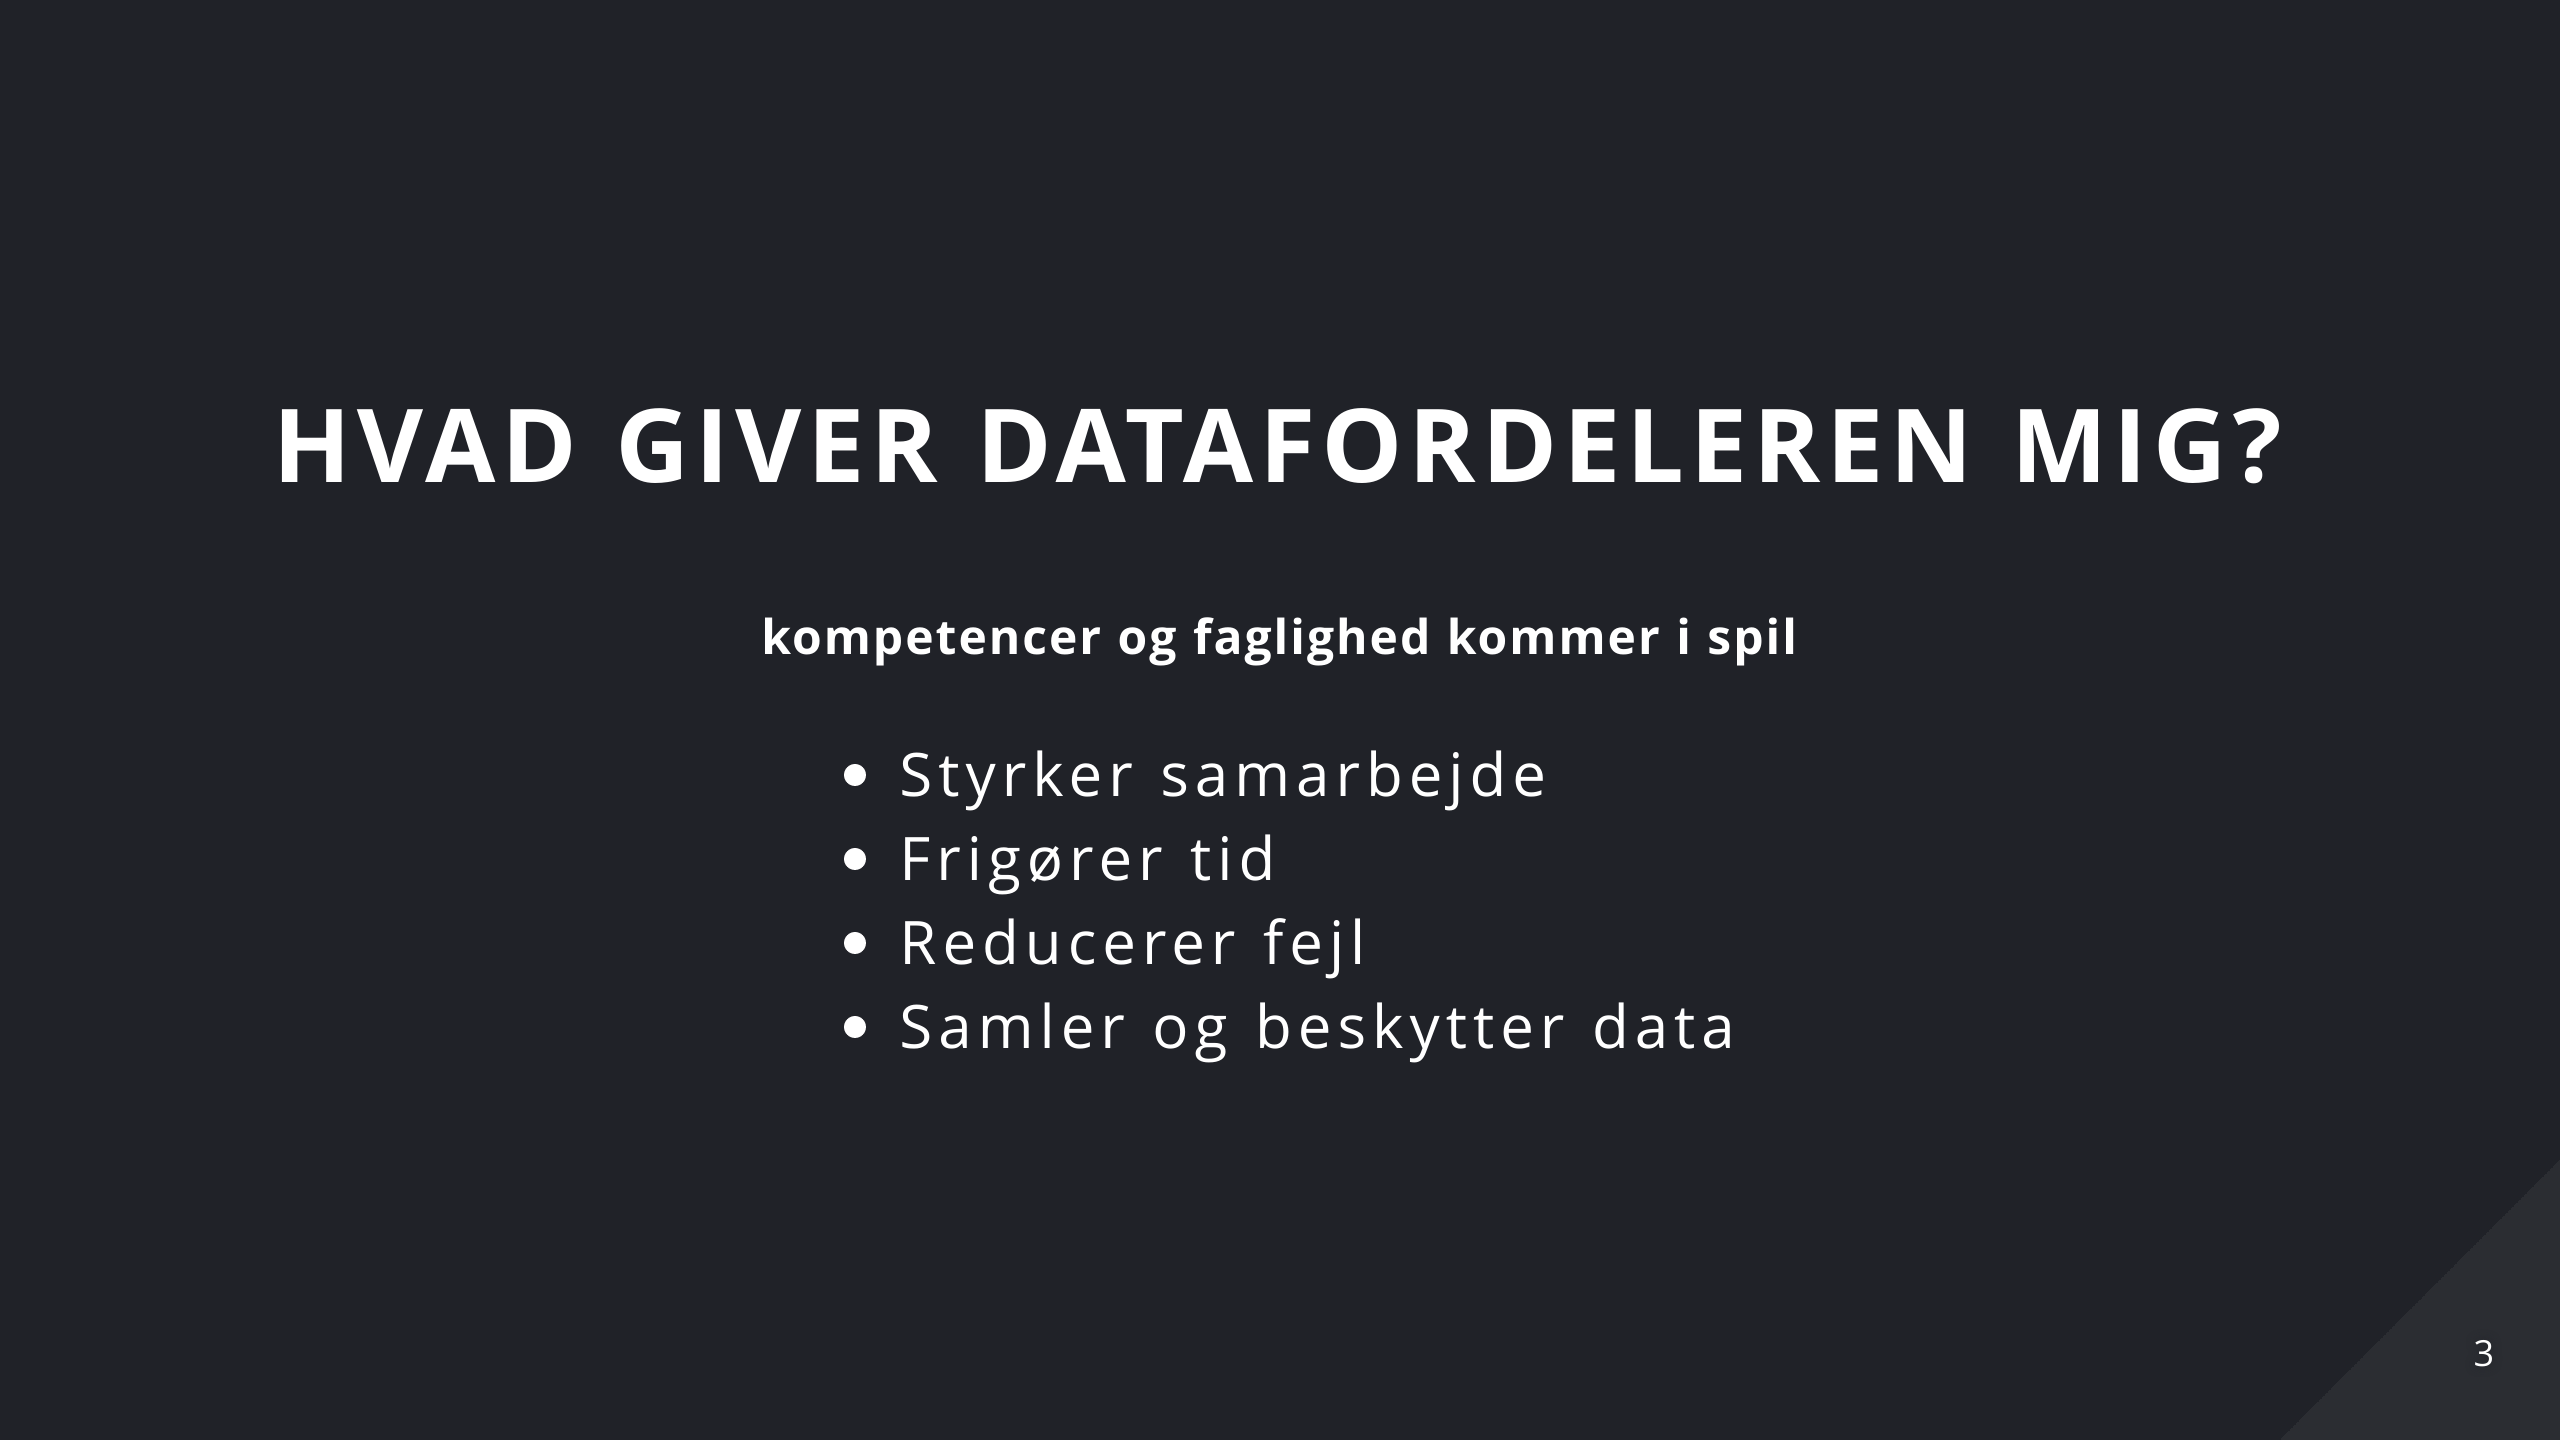 HVAD GIVER DATAFORDELEREN MIG?
kompetencer og faglighed kommer i spil
• Styrker samarbejde
• Frigører tid
• Reducerer fejl
• Samler og beskytter data
3